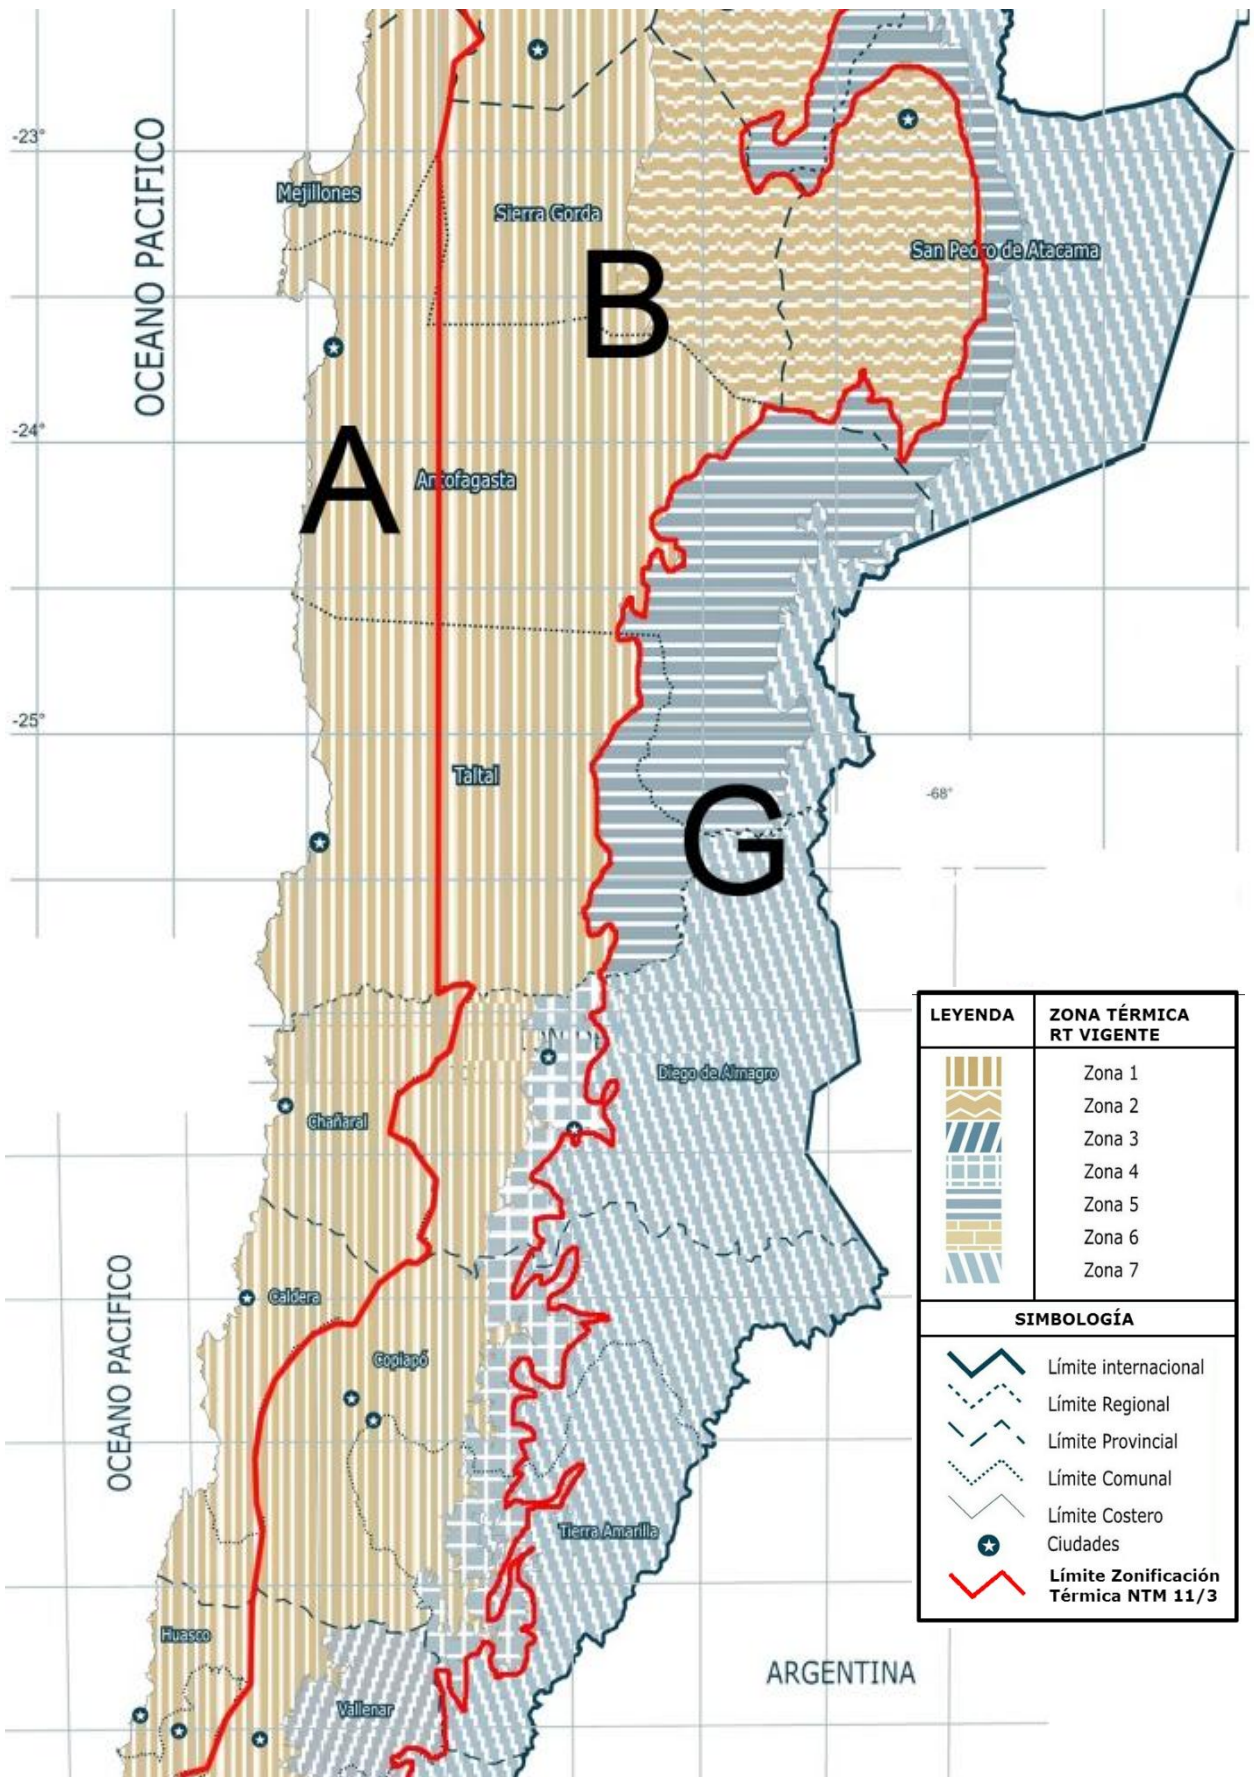 -23°
OCEANO PACIFICO
Mejillones
Sierra Gorda
San Pedro de Atacama
B
-24°
A
Antofagasta
-25°
Taltal
-68°
G
Diego de Almagro
Chañaral
OCEANO PACIFICO
Caldera
Copiapó
Tierra Amarilla
Huasco
Vallenar
ARGENTINA
LEYENDA
ZONA TÉRMICA
RT VIGENTE
Zona 1
Zona 2
Zona 3
Zona 4
Zona 5
Zona 6
Zona 7
SIMBOLOGÍA
Límite internacional
Límite Regional
Límite Provincial
Límite Comunal
Límite Costero
Ciudades
Límite Zonificación
Térmica NTM 11/3